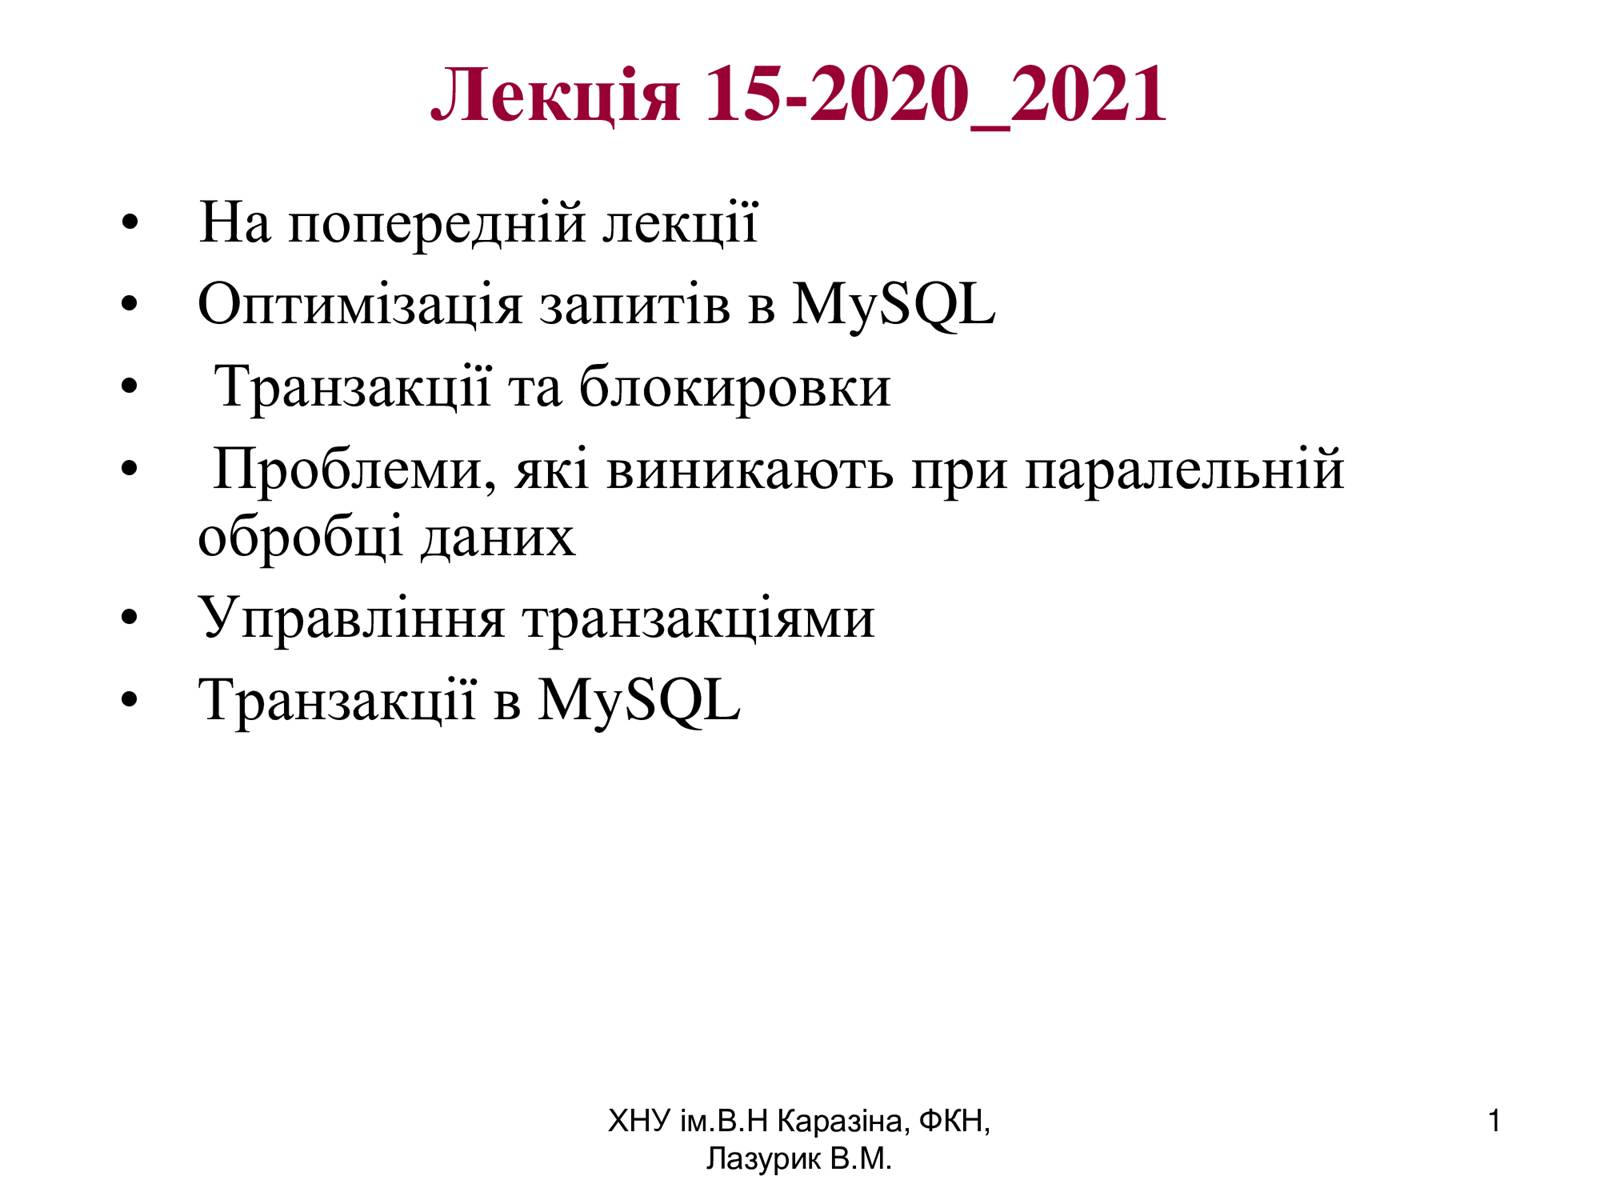 Лекція 15-2020_2021
• На попередній лекції
• Оптимізація запитів в MySQL
• Транзакції та блокировки
• Проблеми, які виникають при паралельній
обробці даних
• Управління транзакціями
• Транзакції в MySQL
ХНУ ім.В.Н Каразіна, ФКН,
Лазурик В.М.
1